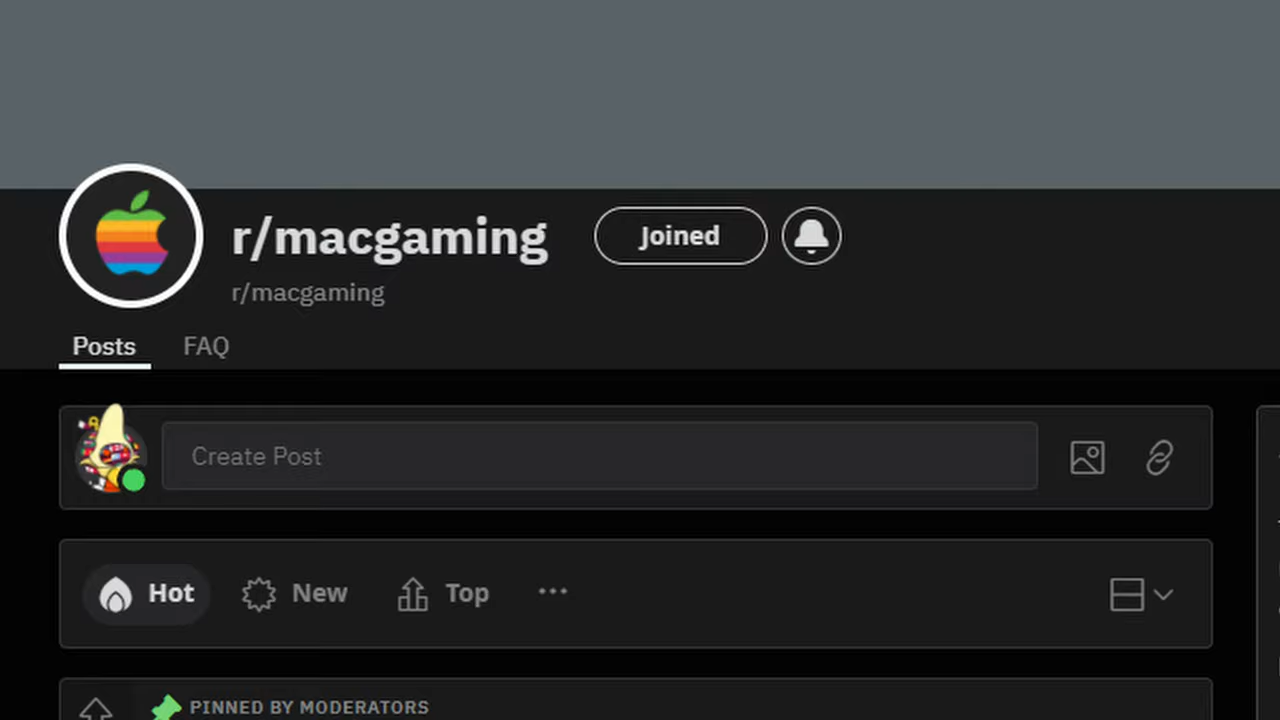 r/macgaming
Joined
r/macgaming
Posts
FAQ
Create Post
Hot
New
Top
PINNED BY MODERATORS